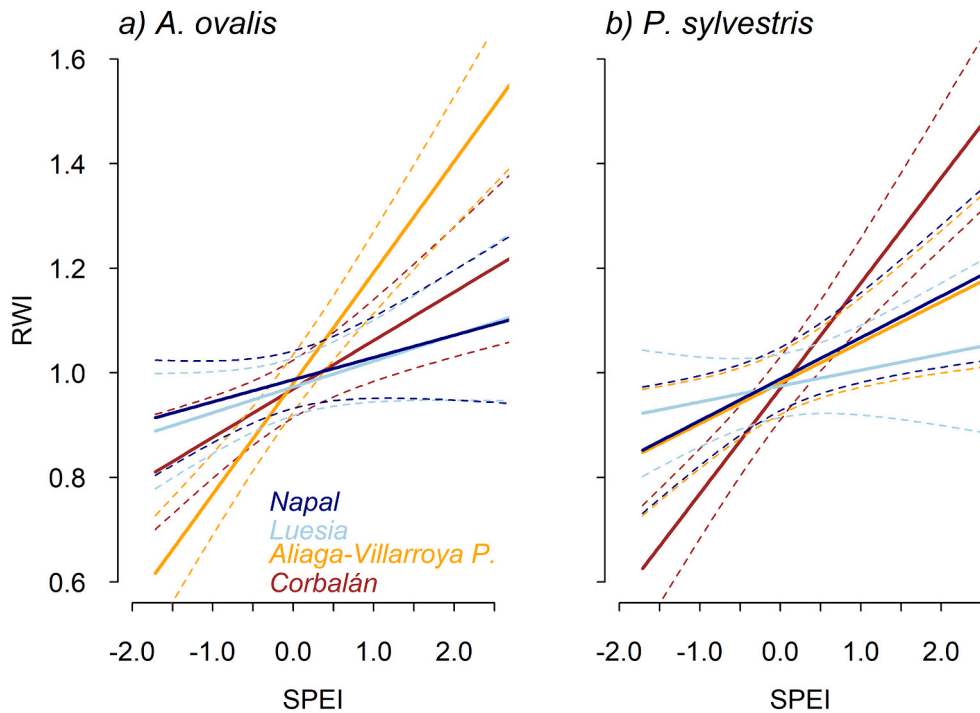 a) A. ovalis
b) P. sylvestris
1.6
1.4
1.2
1.0
0.8
0.6
RWI
Napal
Luesia
Aliaga-Villarroya P.
Corbalán
-2.0 -1.0 0.0 1.0 2.0
-2.0 -1.0 0.0 1.0 2.0
SPEI
SPEI